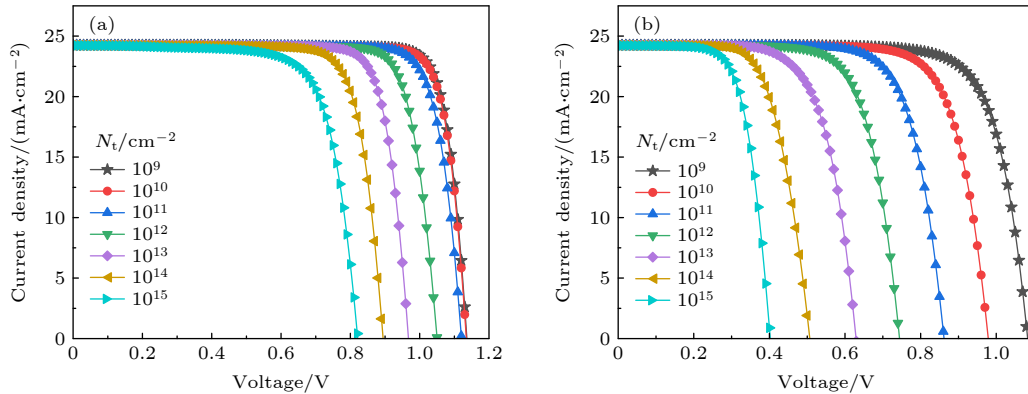 (a)
Current density/(mA·cm⁻²)
25
20
15
10
5
0
Nₜ/cm⁻²
10⁹
10¹⁰
10¹¹
10¹²
10¹³
10¹⁴
10¹⁵
0 0.2 0.4 0.6 0.8 1.0 1.2
Voltage/V
(b)
Current density/(mA·cm⁻²)
25
20
15
10
5
0
Nₜ/cm⁻²
10⁹
10¹⁰
10¹¹
10¹²
10¹³
10¹⁴
10¹⁵
0 0.2 0.4 0.6 0.8 1.0
Voltage/V